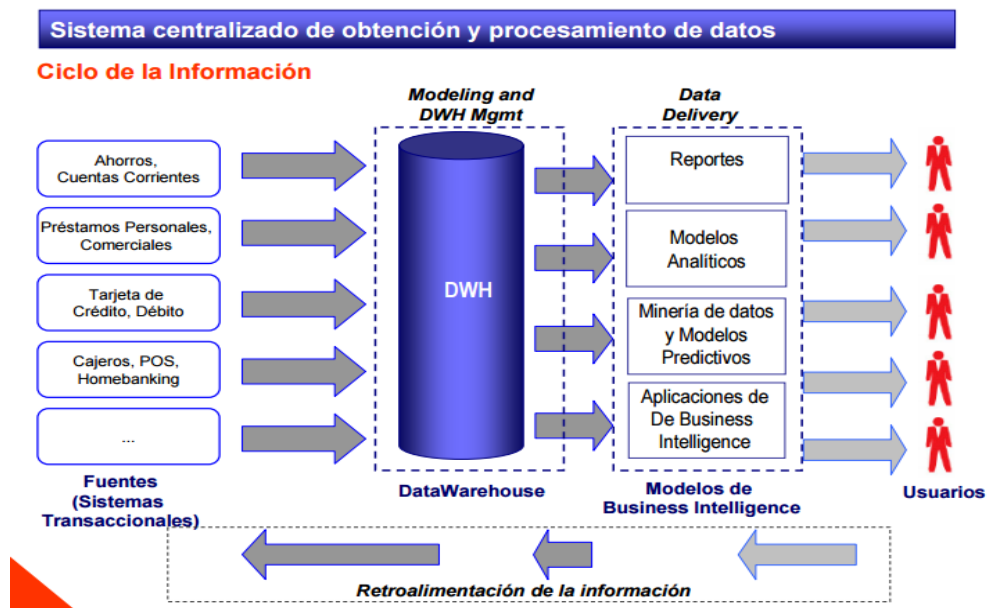 Sistema centralizado de obtención y procesamiento de datos
Ciclo de la Información
Modeling and
DWH Mgmt
Data
Delivery
Ahorros,
Cuentas Corrientes
Préstamos Personales,
Comerciales
Tarjeta de
Crédito, Débito
Cajeros, POS,
Homebanking
...
DWH
Reportes
Modelos
Analíticos
Minería de datos
y Modelos
Predictivos
Aplicaciones de
De Business
Intelligence
Fuentes
(Sistemas
Transaccionales)
DataWarehouse
Modelos de
Business Intelligence
Usuarios
Retroalimentación de la información